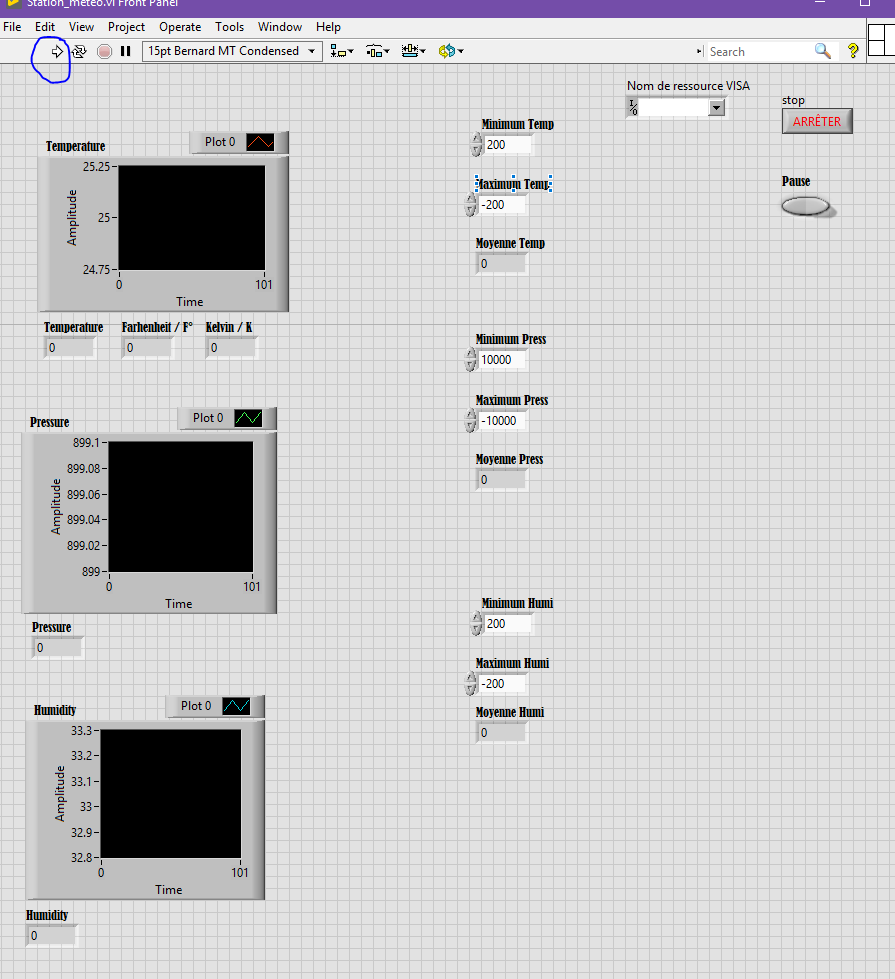 Station_meteo.vi Front Panel
File Edit View Project Operate Tools Window Help
15pt Bernard MT Condensed
Search
?
Nom de ressource VISA
stop
ARRÊTER
Pause
Temperature
Plot 0
25.25
25
24.75
Amplitude
0
101
Time
Temperature Farhenheit / F° Kelvin / K
0 0 0
Minimum Temp
200
Maximum Temp
-200
Moyenne Temp
0
Pressure
Plot 0
899.1
899.08
899.06
899.04
899.02
899
Amplitude
0
101
Time
Pressure
0
Minimum Press
10000
Maximum Press
-10000
Moyenne Press
0
Humidity
Plot 0
33.3
33.2
33.1
33
32.9
32.8
Amplitude
0
101
Time
Humidity
0
Minimum Humi
200
Maximum Humi
-200
Moyenne Humi
0